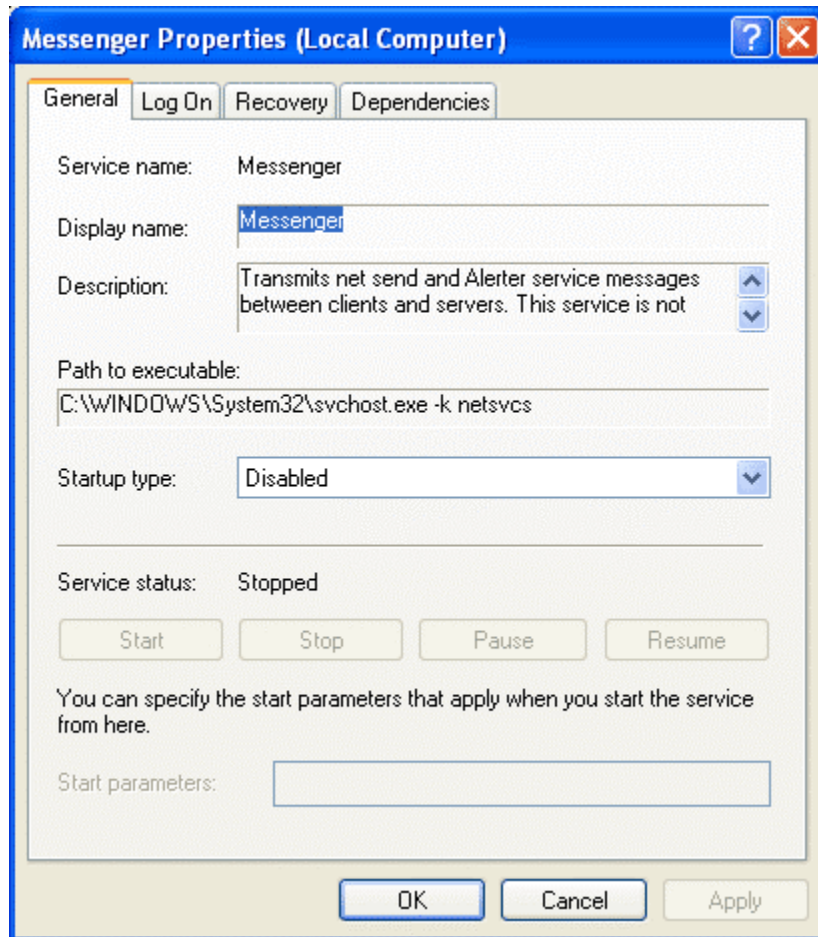 Messenger Properties (Local Computer)
General Log On Recovery Dependencies
Service name: Messenger
Display name: Messenger
Description: Transmits net send and Alerter service messages
between clients and servers. This service is not
Path to executable:
C:\WINDOWS\System32\svchost.exe -k netsvcs
Startup type: Disabled
Service status: Stopped
Start Stop Pause Resume
You can specify the start parameters that apply when you start the service
from here.
Start parameters:
OK Cancel Apply